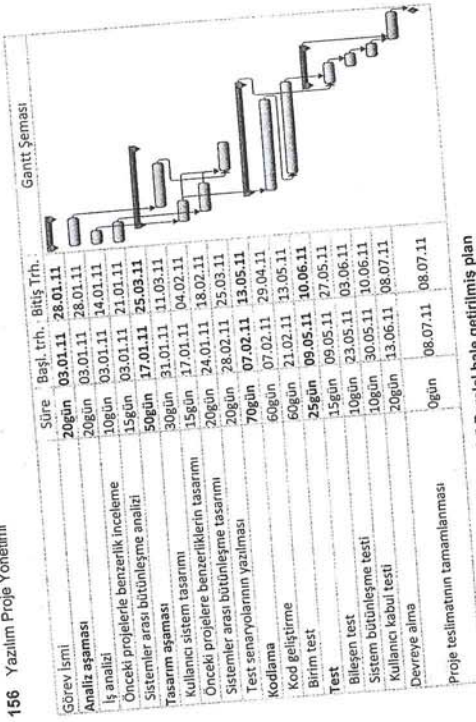 156 Yazılım Proje Yönetimi
Görev İsmi Süre Başl. trh. Bitiş Trh. Gantt Şeması
Analiz aşaması 20gün 03.01.11 28.01.11
İş analizi 20gün 03.01.11 28.01.11
Önceki projelerle benzerlik inceleme 10gün 03.01.11 14.01.11
Sistemler arası bütünleşme analizi 15gün 03.01.11 21.01.11
Tasarım aşaması 50gün 17.01.11 25.03.11
Kullanıcı sistem tasarımı 30gün 31.01.11 11.03.11
Önceki projelere benzerliklerin tasarımı 15gün 17.01.11 04.02.11
Sistemler arası bütünleşme tasarımı 20gün 24.01.11 18.02.11
Test senaryolarının yazılması 20gün 28.02.11 25.03.11
Kodlama 70gün 07.02.11 13.05.11
Kod geliştirme 60gün 07.02.11 29.04.11
Birim test 60gün 21.02.11 13.05.11
Test 25gün 09.05.11 10.06.11
Bileşen test 15gün 09.05.11 27.05.11
Sistem bütünleşme testi 10gün 23.05.11 03.06.11
Kullanıcı kabul testi 10gün 30.05.11 10.06.11
Devreye alma 20gün 13.06.11 08.07.11
Proje teslimatının tamamlanması 0gün 08.07.11 08.07.11
hale getirilmiş plan